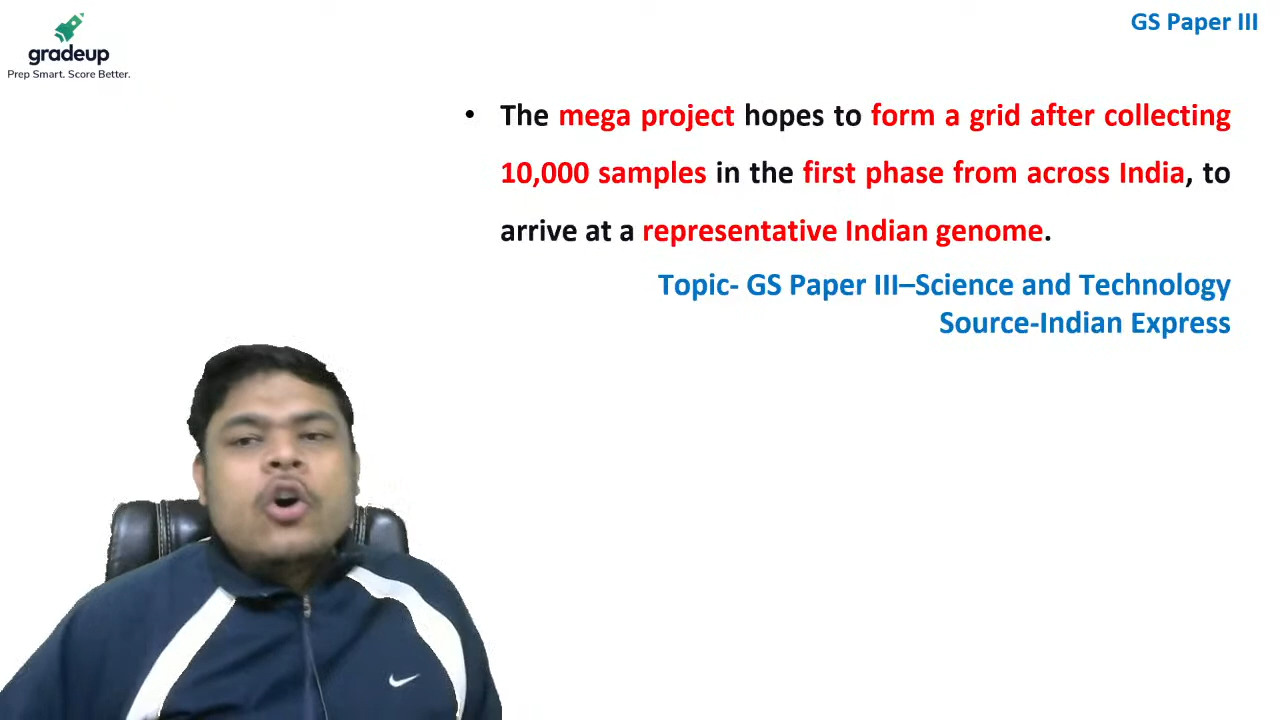 gradeup
Prep Smart. Score Better.
GS Paper III
• The mega project hopes to form a grid after collecting
10,000 samples in the first phase from across India, to
arrive at a representative Indian genome.
Topic- GS Paper III–Science and Technology
Source-Indian Express